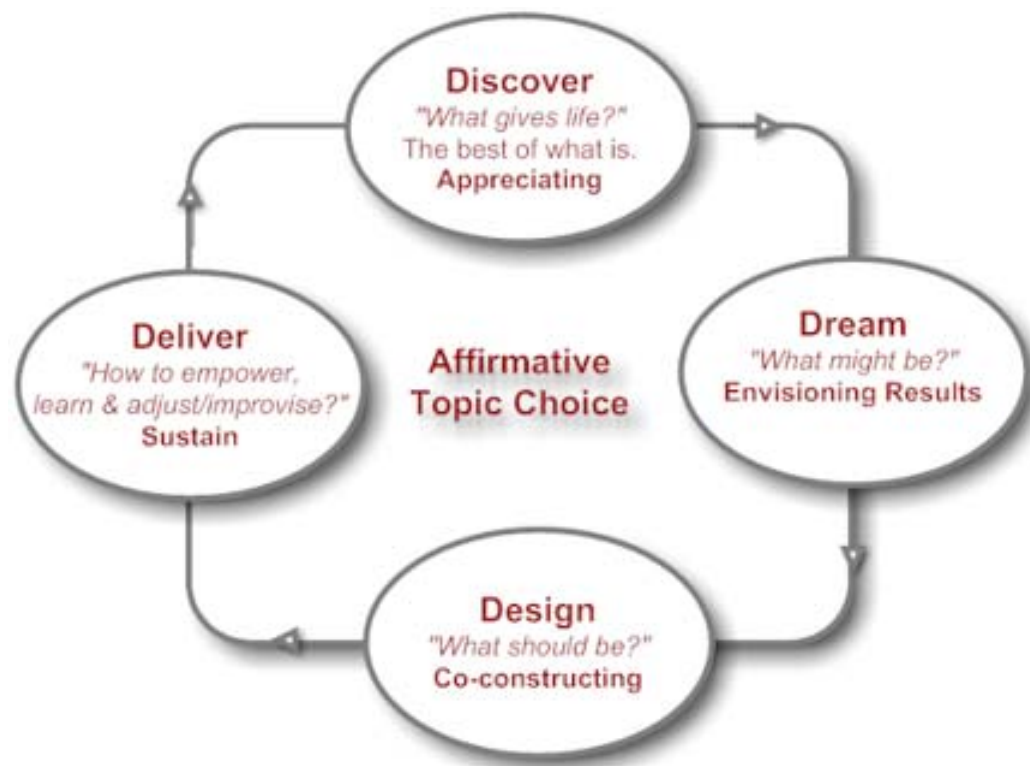 Discover
"What gives life?"
The best of what is.
Appreciating
Dream
"What might be?"
Envisioning Results
Design
"What should be?"
Co-constructing
Deliver
"How to empower,
learn & adjust/improvise?"
Sustain
Affirmative
Topic Choice